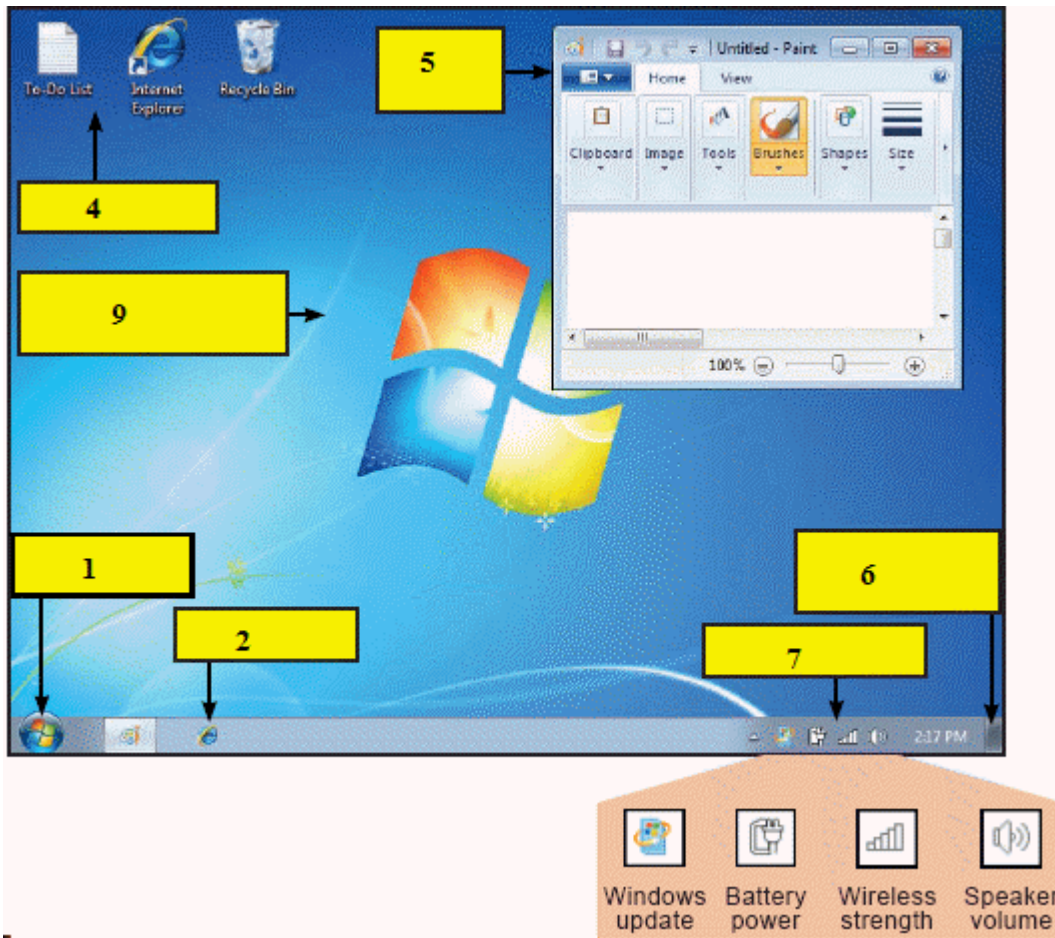 5
Untitled - Paint
To-Do List
Internet
Explorer
Recycle Bin
Home
View
Clipboard
Image
Tools
Brushes
Shapes
Size
4
9
100%
1
6
2
7
2:17 PM
Windows
update
Battery
power
Wireless
strength
Speaker
volume